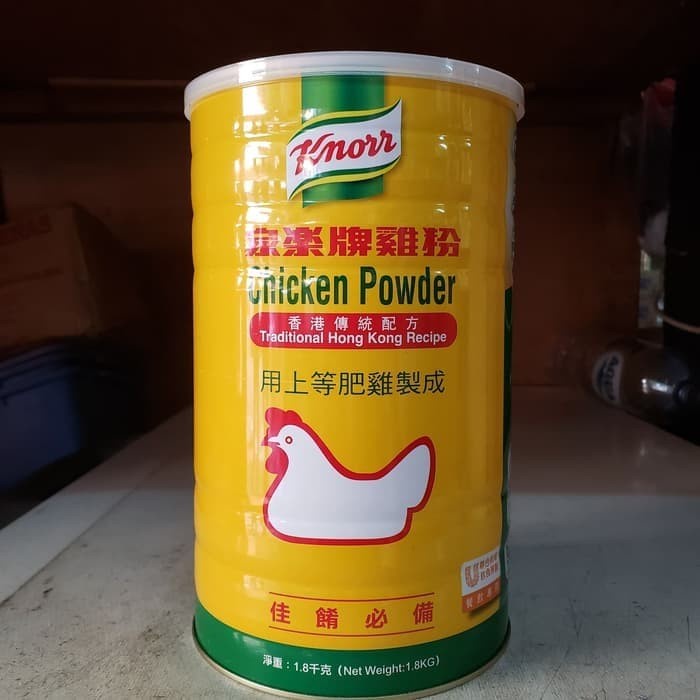 Knorr
康樂牌雞粉
Chicken Powder
香港傳統配方
Traditional Hong Kong Recipe
用上等肥雞製成
佳餚必備
淨重：1.8千克（Net Weight:1.8KG）